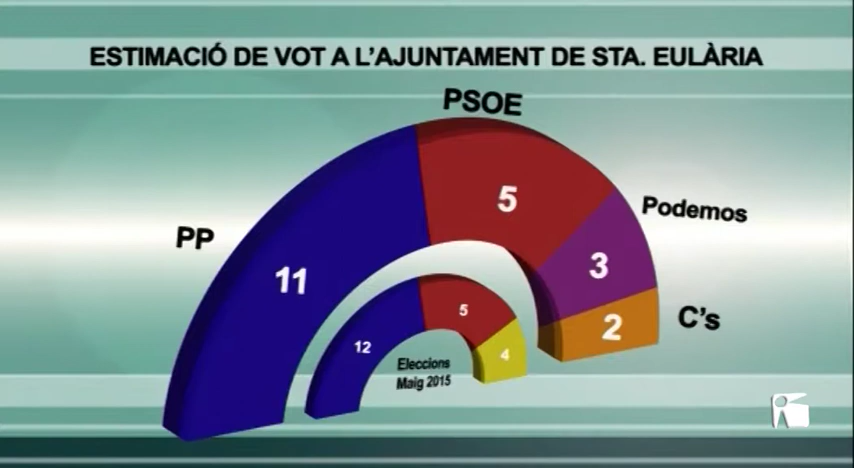 ESTIMACIÓ DE VOT A L'AJUNTAMENT DE STA. EULÀRIA
PSOE
PP
Podemos
C's
11
5
3
2
12
5
4
Eleccions
Maig 2015